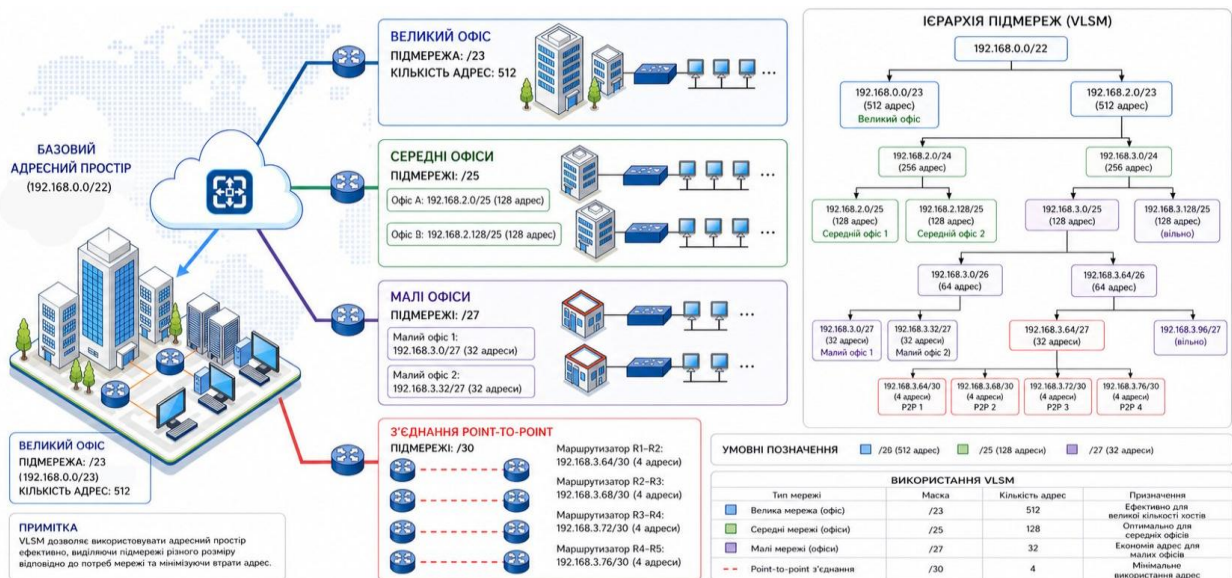 БАЗОВИЙ
АДРЕСНИЙ ПРОСТІР
(192.168.0.0/22)
ВЕЛИКИЙ ОФІС
ПІДМЕРЕЖА: /23
(192.168.0.0/23)
КІЛЬКІСТЬ АДРЕС: 512
ПРИМІТКА
VLSM дозволяє використовувати адресний простір
ефективно, виділяючи підмережі різного розміру
відповідно до потреб мережі та мінімізуючи втрати адрес.
ВЕЛИКИЙ ОФІС
ПІДМЕРЕЖА: /23
КІЛЬКІСТЬ АДРЕС: 512
...
СЕРЕДНІ ОФІСИ
ПІДМЕРЕЖІ: /25
Офіс A: 192.168.2.0/25 (128 адрес)
Офіс B: 192.168.2.128/25 (128 адрес)
...
...
МАЛІ ОФІСИ
ПІДМЕРЕЖІ: /27
Малий офіс 1:
192.168.3.0/27 (32 адреси)
Малий офіс 2:
192.168.3.32/27 (32 адреси)
...
...
З'ЄДНАННЯ POINT-TO-POINT
ПІДМЕРЕЖІ: /30
Маршрутизатор R1–R2:
192.168.3.64/30 (4 адреси)
Маршрутизатор R2–R3:
192.168.3.68/30 (4 адреси)
Маршрутизатор R3–R4:
192.168.3.72/30 (4 адреси)
Маршрутизатор R4–R5:
192.168.3.76/30 (4 адреси)
ІЄРАРХІЯ ПІДМЕРЕЖ (VLSM)
192.168.0.0/22
192.168.0.0/23
(512 адрес)
Великий офіс
192.168.2.0/23
(512 адрес)
192.168.2.0/24
(256 адрес)
192.168.3.0/24
(256 адрес)
192.168.2.0/25
(128 адрес)
Середній офіс 1
192.168.2.128/25
(128 адрес)
Середній офіс 2
192.168.3.0/25
(128 адрес)
192.168.3.128/25
(128 адрес)
(вільно)
192.168.3.0/26
(64 адрес)
192.168.3.64/26
(64 адрес)
192.168.3.0/27
(32 адреси)
Малий офіс 1
192.168.3.32/27
(32 адреси)
Малий офіс 2)
192.168.3.64/27
(32 адреси)
192.168.3.96/27
(вільно)
192.168.3.64/30
(4 адреси)
P2P 1
192.168.3.68/30
(4 адреси)
P2P 2
192.168.3.72/30
(4 адреси)
P2P 3
192.168.3.76/30
(4 адреси)
P2P 4
УМОВНІ ПОЗНАЧЕННЯ /20 (512 адрес) /25 (128 адрес) /27 (32 адреси)
ВИКОРИСТАННЯ VLSM
Тип мережі Маска Кількість адрес Призначення
Велика мережа (офіс) /23 512 Ефективно для
великої кількості хостів
Середні мережі (офіси) /25 128 Оптимально для
середніх офісів
Малі мережі (офіси) /27 32 Економія адрес для
малих офісів
Point-to-point з'єднання /30 4 Мінімальне
використання адрес